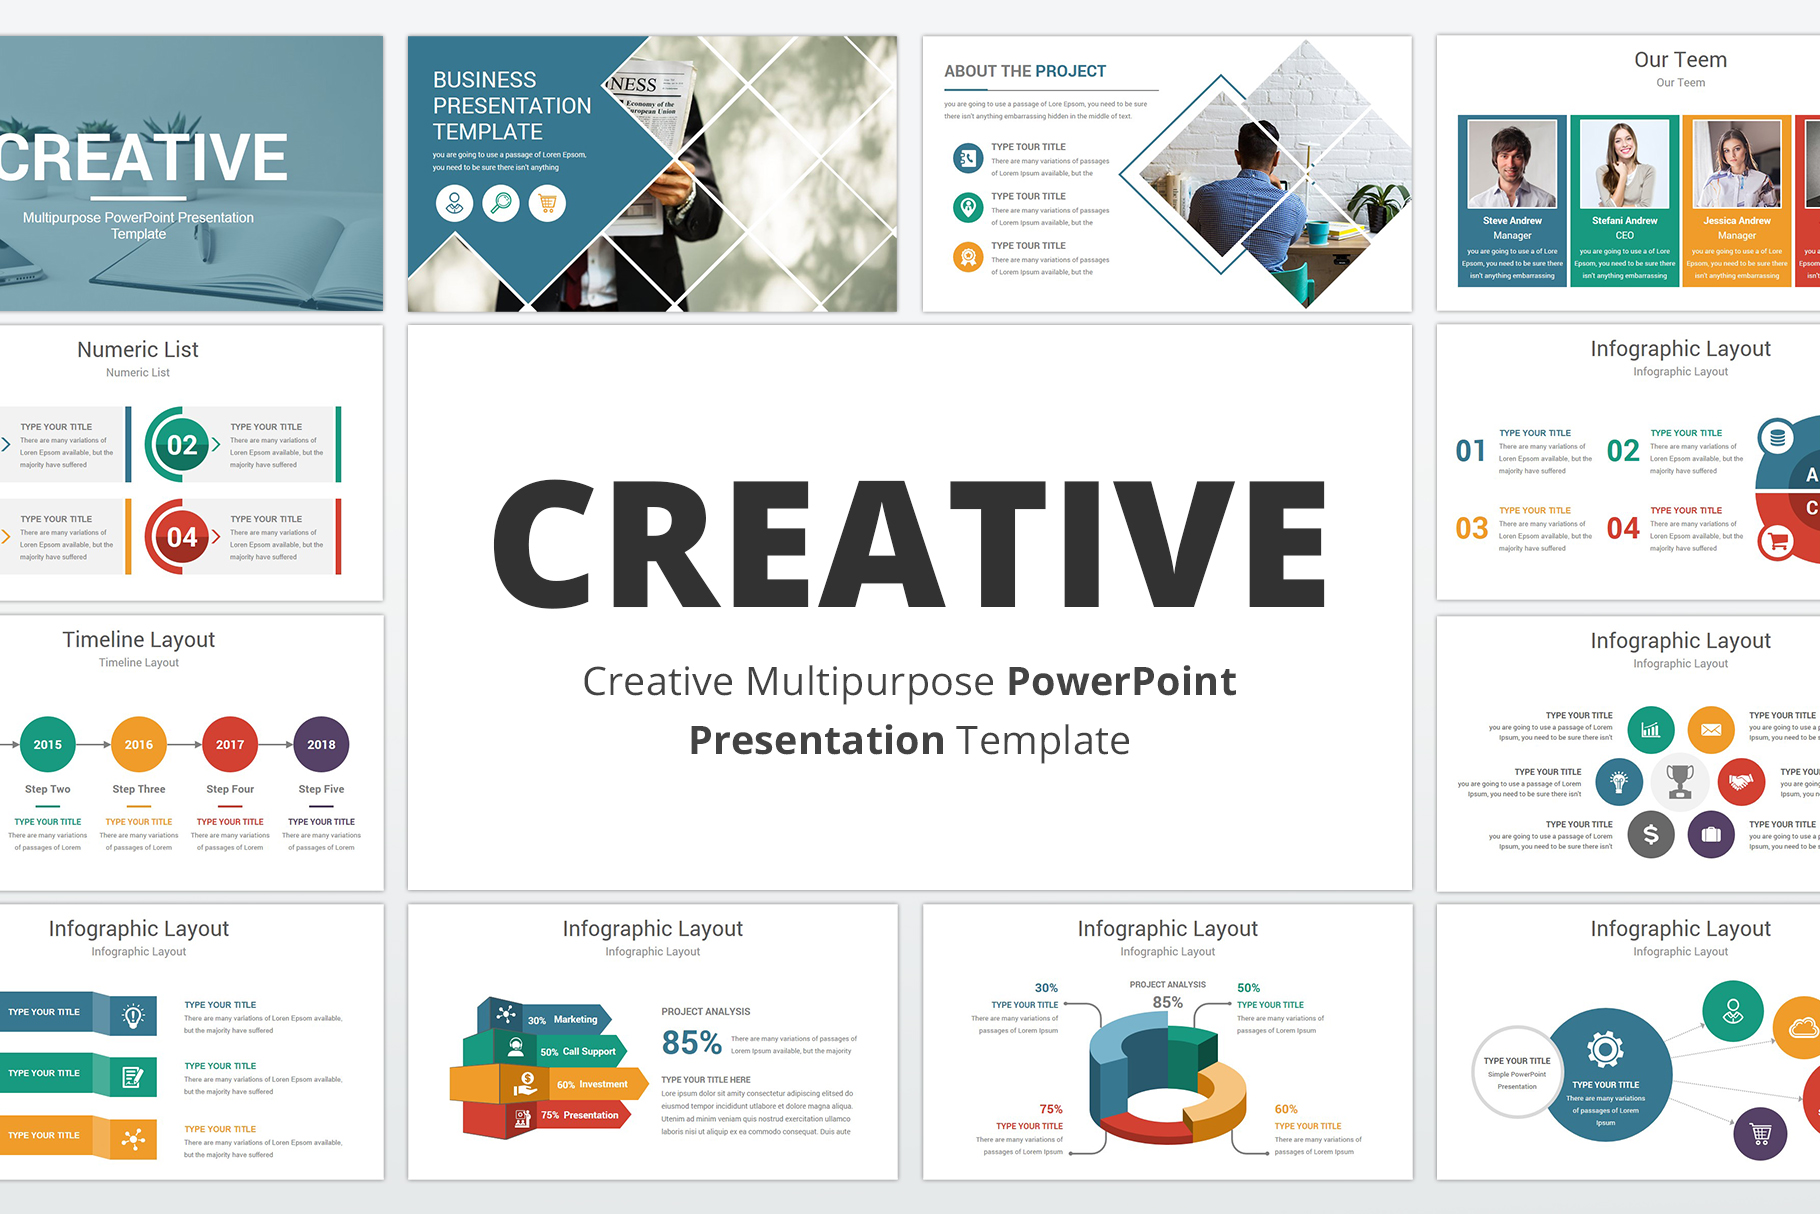 CREATIVE
Multipurpose PowerPoint Presentation
Template
BUSINESS
PRESENTATION
TEMPLATE
you are going to use a passage of Loren Epsom,
you need to be sure there isn't anything
NESS
Economy of the
European Union
ABOUT THE PROJECT
you are going to use a passage of Lore Epsom, you need to be sure
there isn't anything embarrassing hidden in the middle of text.
TYPE TOUR TITLE
There are many variations of passages
of Lorem Ipsum available, but the
TYPE TOUR TITLE
There are many variations of passages
of Lorem Ipsum available, but the
TYPE TOUR TITLE
There are many variations of passages
of Lorem Ipsum available, but the
Our Teem
Our Teem
Steve Andrew
Manager
you are going to use a of Lore
Epsom, you need to be sure there
isn't anything embarrassing
Stefani Andrew
CEO
you are going to use a of Lore
Epsom, you need to be sure there
isn't anything embarrassing
Jessica Andrew
Manager
you are going to use a of Lore
Epsom, you need to be sure there
isn't anything embarrassing
Numeric List
Numeric List
TYPE YOUR TITLE
There are many variations of
Loren Epsom available, but the
majority have suffered
02
TYPE YOUR TITLE
There are many variations of
Loren Epsom available, but the
majority have suffered
TYPE YOUR TITLE
There are many variations of
Loren Epsom available, but the
majority have suffered
04
TYPE YOUR TITLE
There are many variations of
Loren Epsom available, but the
majority have suffered
CREATIVE
Creative Multipurpose PowerPoint
Presentation Template
Infographic Layout
Infographic Layout
01
TYPE YOUR TITLE
There are many variations of
Loren Epsom available, but the
majority have suffered
02
TYPE YOUR TITLE
There are many variations of
Loren Epsom available, but the
majority have suffered
03
TYPE YOUR TITLE
There are many variations of
Loren Epsom available, but the
majority have suffered
04
TYPE YOUR TITLE
There are many variations of
Loren Epsom available, but the
majority have suffered
A
C
Timeline Layout
Timeline Layout
2015
2016
2017
2018
Step Two
Step Three
Step Four
Step Five
TYPE YOUR TITLE
There are many variations
of passages of Lorem
TYPE YOUR TITLE
There are many variations
of passages of Lorem
TYPE YOUR TITLE
There are many variations
of passages of Lorem
TYPE YOUR TITLE
There are many variations
of passages of Lorem
Infographic Layout
Infographic Layout
TYPE YOUR TITLE
you are going to use a passage of Lorem
Ipsum, you need to be sure there isn't
TYPE YOUR TITLE
you are going to use a
Ipsum, you need to be
TYPE YOUR TITLE
you are going to use a passage of Lorem
Ipsum, you need to be sure there isn't
TYPE YOU
you are going
Ipsum, you n
TYPE YOUR TITLE
you are going to use a passage of Lorem
Ipsum, you need to be sure there isn't
TYPE YOUR TITLE
you are going to use a
Ipsum, you need to be
$
Infographic Layout
Infographic Layout
TYPE YOUR TITLE
TYPE YOUR TITLE
There are many variations of Loren Epsom available,
but the majority have suffered
TYPE YOUR TITLE
TYPE YOUR TITLE
There are many variations of Loren Epsom available,
but the majority have suffered
TYPE YOUR TITLE
TYPE YOUR TITLE
There are many variations of Loren Epsom available,
but the majority have suffered
Infographic Layout
Infographic Layout
30% Marketing
50% Call Support
60% Investment
75% Presentation
PROJECT ANALYSIS
85%
There are many variations of passages of
Lorem Ipsum available, but the majority
TYPE YOUR TITLE HERE
Lorem ipsum dolor sit amity consectetur adipiscing elitsed do
eiusmod tempor incididunt utlabore et dolore magna aliqua.
Utenim ad minim veniam quis nostrud exercitution ullamco
laboris nisi ut aliquip ex ea commodo consequat. Duis aute
Infographic Layout
Infographic Layout
PROJECT ANALYSIS
85%
30%
TYPE YOUR TITLE
There are many variations of
passages of Lorem Ipsum
50%
TYPE YOUR TITLE
There are many variations of
passages of Lorem Ipsum
75%
TYPE YOUR TITLE
There are many variations of
passages of Lorem Ipsum
60%
TYPE YOUR TITLE
There are many variations of
passages of Lorem Ipsum
Infographic Layout
Infographic Layout
TYPE YOUR TITLE
Simple PowerPoint
Presentation
TYPE YOUR TITLE
There are many variations
of passages of Lorem
Ipsum